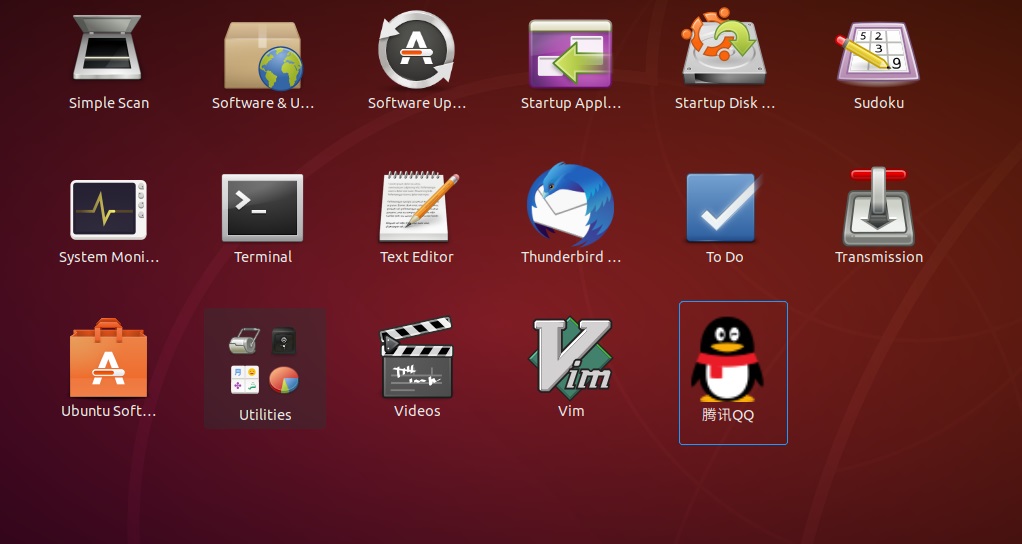 Simple Scan
Software & U...
Software Up...
Startup Appl...
Startup Disk ...
Sudoku
System Moni...
Terminal
Text Editor
Thunderbird ...
To Do
Transmission
Ubuntu Soft...
Utilities
Videos
Vim
腾讯QQ